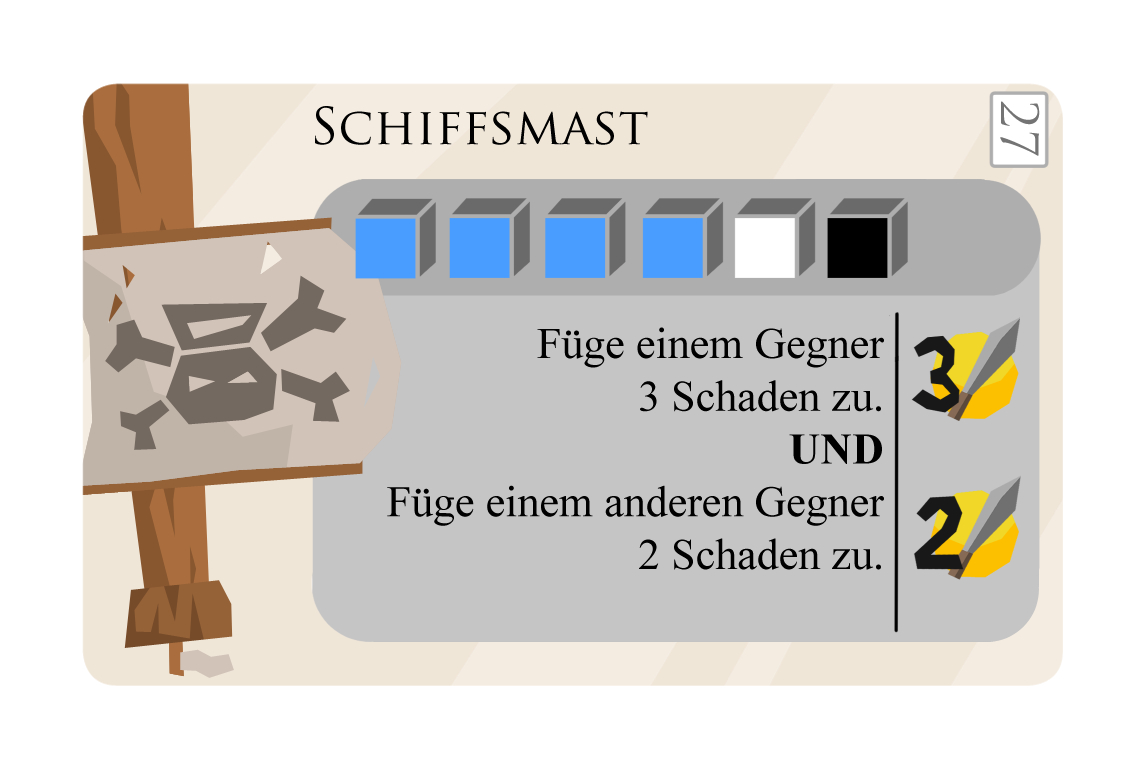 Schiffsmast
27
Füge einem Gegner
3 Schaden zu.
3
UND
Füge einem anderen Gegner
2 Schaden zu.
2